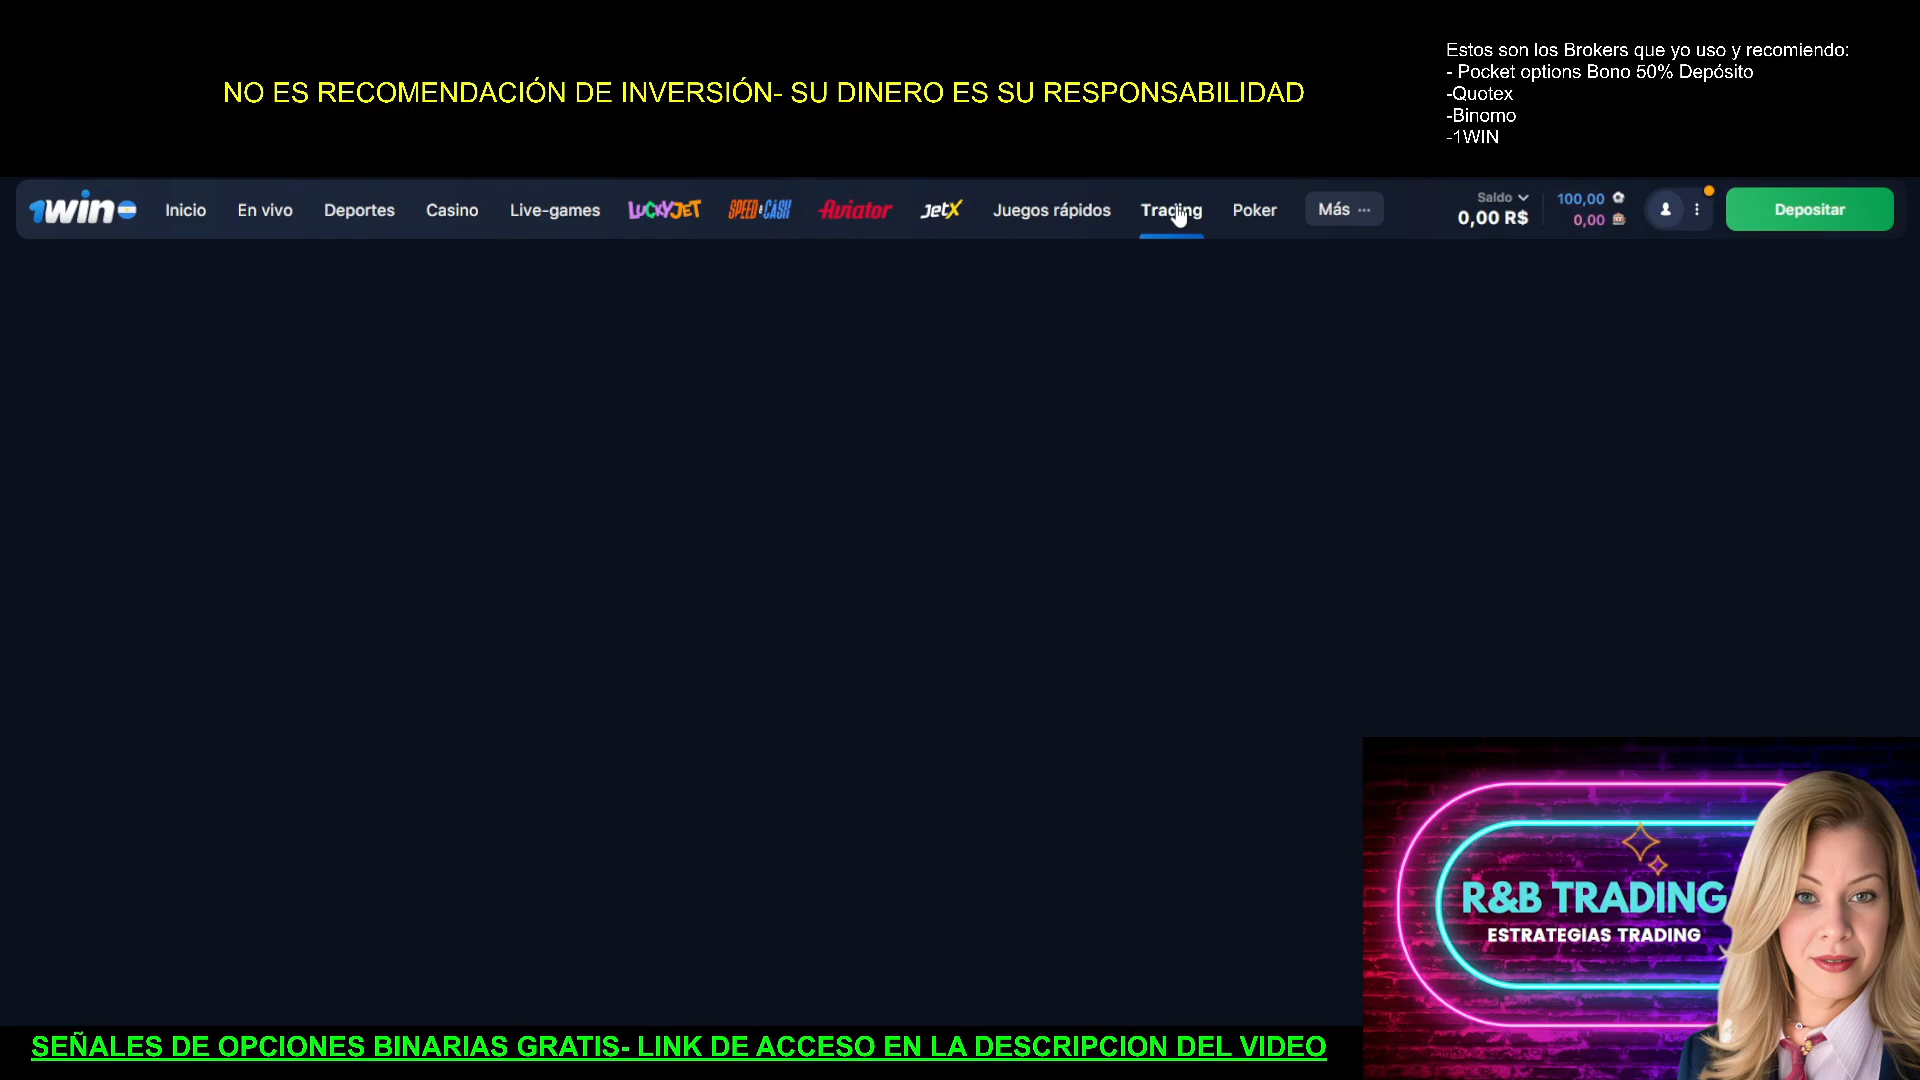 Estos son los Brokers que yo uso y recomiendo:
- Pocket options Bono 50% Depósito
-Quotex
-Binomo
-1WIN
NO ES RECOMENDACIÓN DE INVERSIÓN- SU DINERO ES SU RESPONSABILIDAD
1win Inicio En vivo Deportes Casino Live-games LUCKYJET SPEED&CASH Aviator JetX Juegos rápidos Trading Poker Más ···
Saldo
0,00 R$
100,00
0,00
Depositar
R&B TRADING
ESTRATEGIAS TRADING
SEÑALES DE OPCIONES BINARIAS GRATIS- LINK DE ACCESO EN LA DESCRIPCION DEL VIDEO